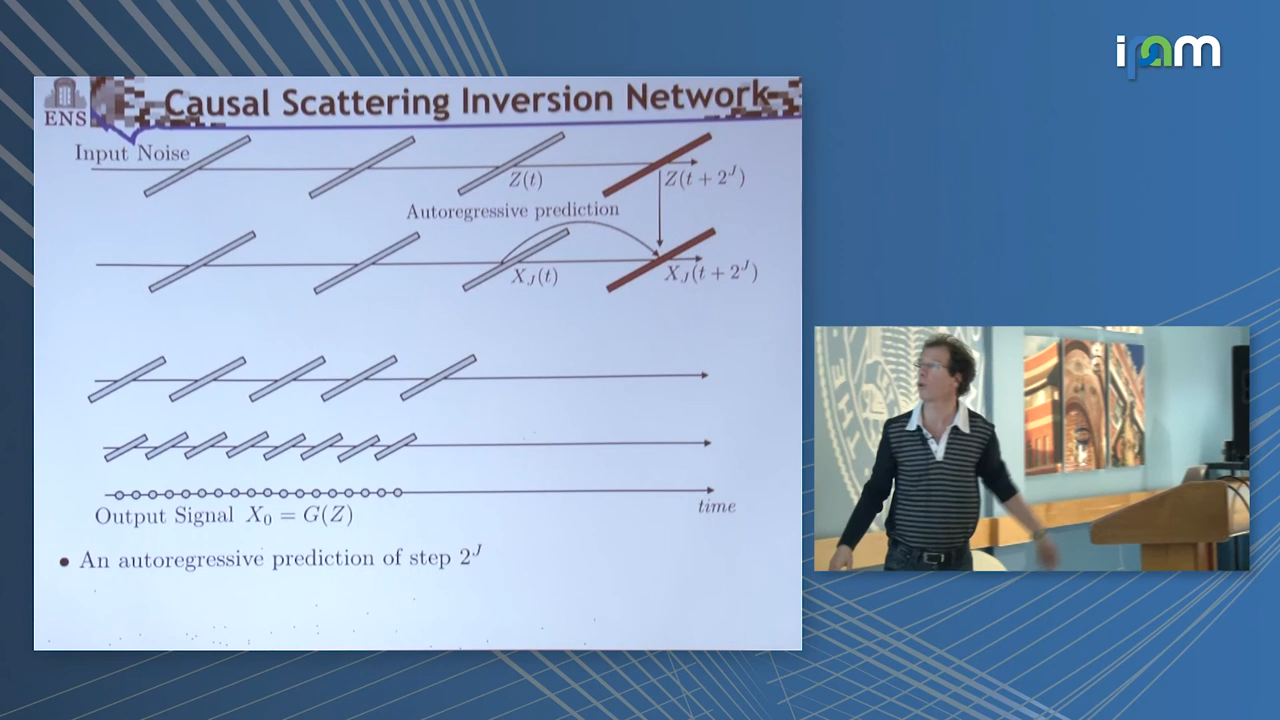 ipam
ENS
Causal Scattering Inversion Network
Input Noise
Z(t)
Z(t + 2^J)
Autoregressive prediction
X_J(t)
X_J(t + 2^J)
Output Signal X_0 = G(Z)
time
• An autoregressive prediction of step 2^J
THE